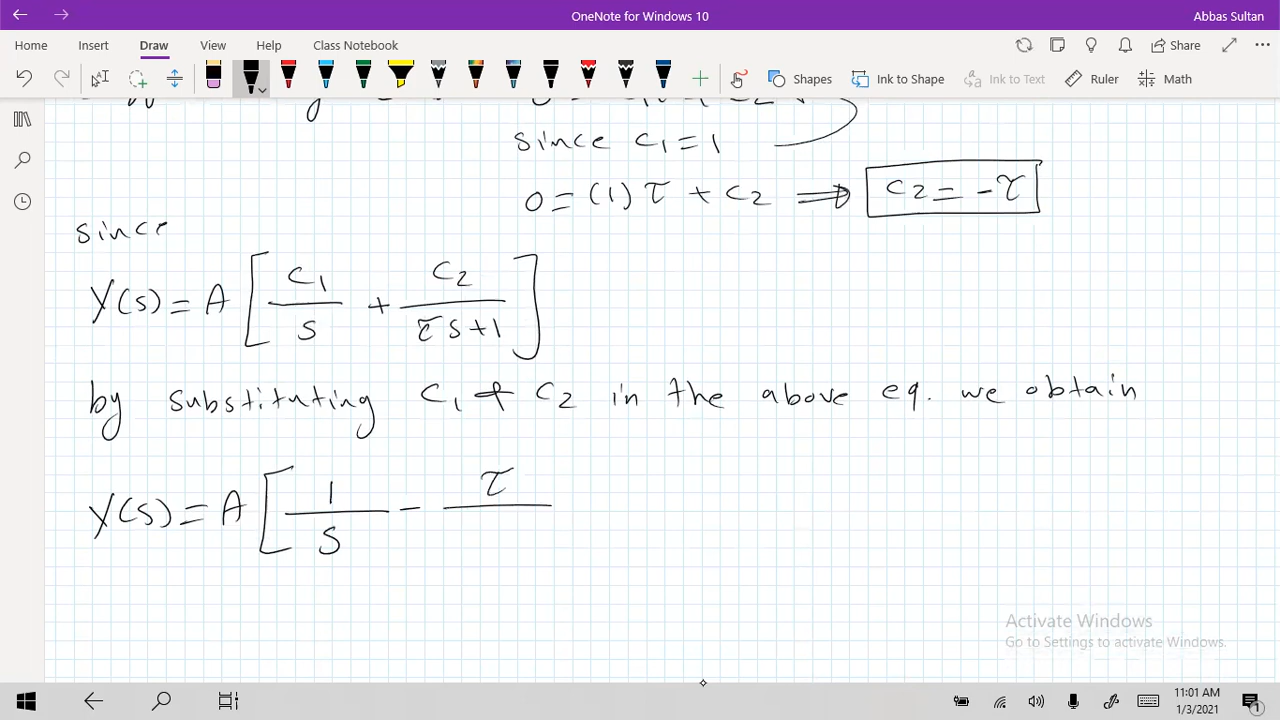 OneNote for Windows 10
Abbas Sultan
Home Insert Draw View Help Class Notebook
Share
Shapes Ink to Shape Ink to Text Ruler Math
since C1 = 1
0 = (1) τ + C2 ⟹ C2 = -τ
since
Y(s) = A [ C1/s + C2/(τs+1) ]
by substituting C1 & C2 in the above eq. we obtain
Y(s) = A [ 1/s - τ/
Activate Windows
Go to Settings to activate Windows.
11:01 AM
1/3/2021
1